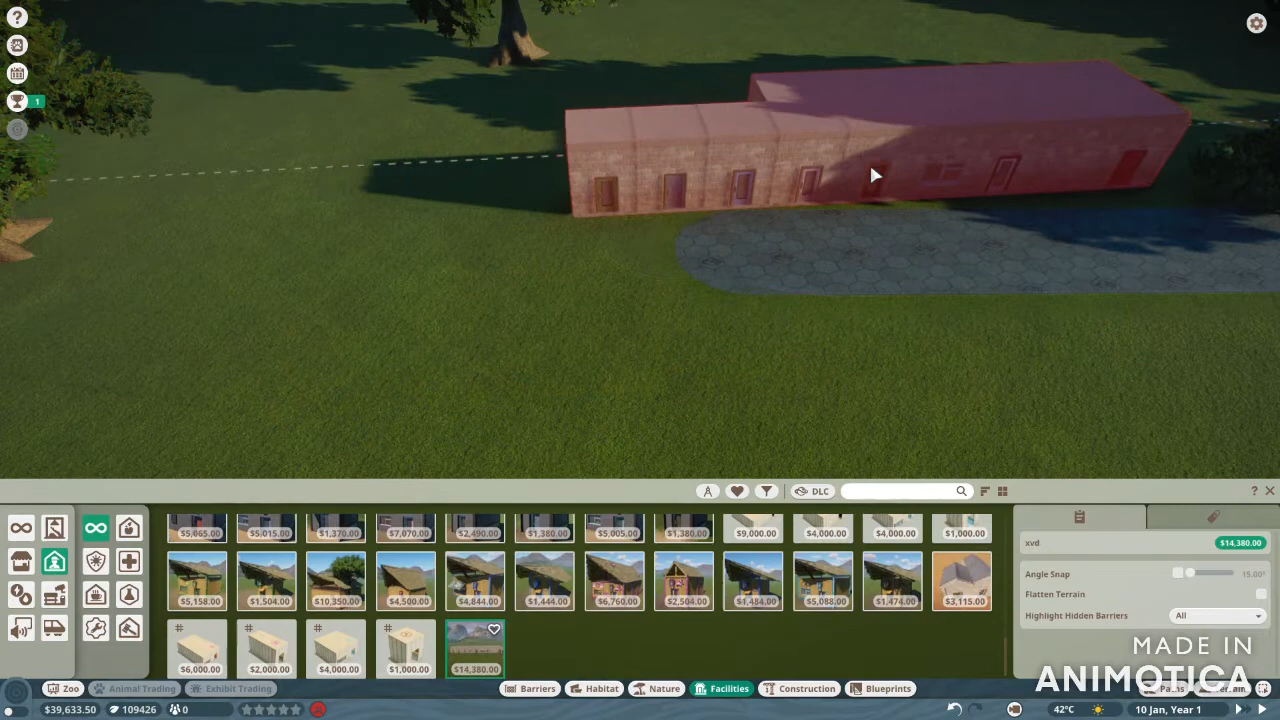 ?
1
DLC
? ×
$5,065.00 $5,015.00 $1,370.00 $7,070.00 $2,490.00 $1,380.00 $5,005.00 $1,380.00 $9,000.00 $4,000.00 $4,000.00 $1,000.00
$5,158.00 $1,504.00 $10,350.00 $4,500.00 $4,844.00 $1,444.00 $6,760.00 $2,504.00 $1,484.00 $5,088.00 $1,474.00 $3,115.00
# # # #
$6,000.00 $2,000.00 $4,000.00 $1,000.00 $14,380.00
xvd $14,380.00
Angle Snap 15.00°
Flatten Terrain
Highlight Hidden Barriers All
MADE IN
ANIMOTICA
Zoo Animal Trading Exhibit Trading Barriers Habitat Nature Facilities Construction Blueprints Paths Terrain
$39,633.50 109426 0 42°C 10 Jan, Year 1